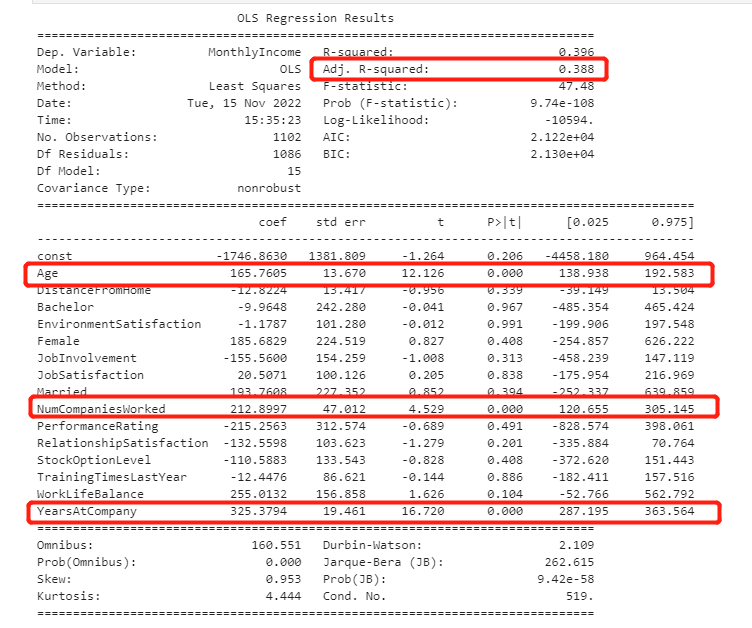 OLS Regression Results
==============================================================================
Dep. Variable: MonthlyIncome R-squared: 0.396
Model: OLS Adj. R-squared: 0.388
Method: Least Squares F-statistic: 47.48
Date: Tue, 15 Nov 2022 Prob (F-statistic): 9.74e-108
Time: 15:35:23 Log-Likelihood: -10594.
No. Observations: 1102 AIC: 2.122e+04
Df Residuals: 1086 BIC: 2.130e+04
Df Model: 15
Covariance Type: nonrobust
============================================================================================
coef std err t P>|t| [0.025 0.975]
--------------------------------------------------------------------------------------------
const -1746.8630 1381.809 -1.264 0.206 -4458.180 964.454
Age 165.7605 13.670 12.126 0.000 138.938 192.583
DistanceFromHome -12.8224 13.417 -0.956 0.339 -39.149 13.504
Bachelor -9.9648 242.280 -0.041 0.967 -485.354 465.424
EnvironmentSatisfaction -1.1787 101.280 -0.012 0.991 -199.906 197.548
Female 185.6829 224.519 0.827 0.408 -254.857 626.222
JobInvolvement -155.5600 154.259 -1.008 0.313 -458.239 147.119
JobSatisfaction 20.5071 100.126 0.205 0.838 -175.954 216.969
Married 193.7608 227.352 0.852 0.394 -252.337 639.859
NumCompaniesWorked 212.8997 47.012 4.529 0.000 120.655 305.145
PerformanceRating -215.2563 312.574 -0.689 0.491 -828.574 398.061
RelationshipSatisfaction -132.5598 103.623 -1.279 0.201 -335.884 70.764
StockOptionLevel -110.5883 133.543 -0.828 0.408 -372.620 151.443
TrainingTimesLastYear -12.4476 86.621 -0.144 0.886 -182.411 157.516
WorkLifeBalance 255.0132 156.858 1.626 0.104 -52.766 562.792
YearsAtCompany 325.3794 19.461 16.720 0.000 287.195 363.564
==============================================================================
Omnibus: 160.551 Durbin-Watson: 2.109
Prob(Omnibus): 0.000 Jarque-Bera (JB): 262.615
Skew: 0.953 Prob(JB): 9.42e-58
Kurtosis: 4.444 Cond. No. 519.
==============================================================================